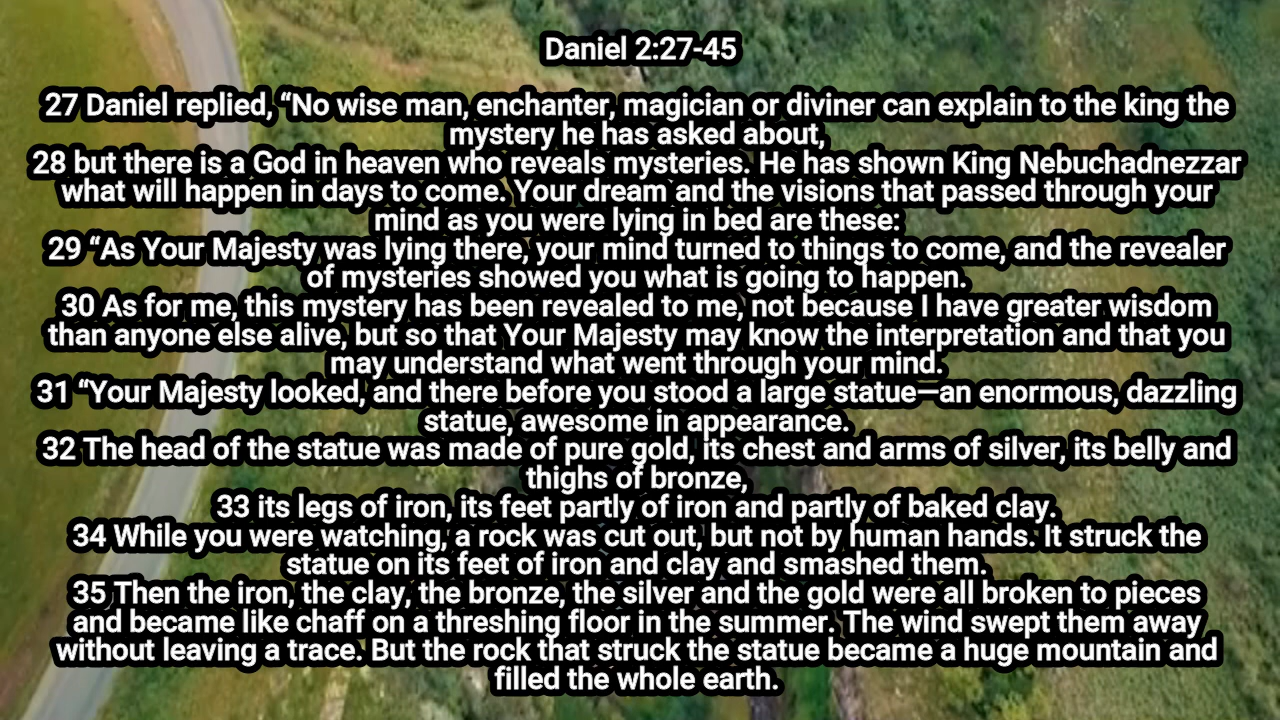 Daniel 2:27-45
27 Daniel replied, “No wise man, enchanter, magician or diviner can explain to the king the
mystery he has asked about,
28 but there is a God in heaven who reveals mysteries. He has shown King Nebuchadnezzar
what will happen in days to come. Your dream and the visions that passed through your
mind as you were lying in bed are these:
29 “As Your Majesty was lying there, your mind turned to things to come, and the revealer
of mysteries showed you what is going to happen.
30 As for me, this mystery has been revealed to me, not because I have greater wisdom
than anyone else alive, but so that Your Majesty may know the interpretation and that you
may understand what went through your mind.
31 “Your Majesty looked, and there before you stood a large statue—an enormous, dazzling
statue, awesome in appearance.
32 The head of the statue was made of pure gold, its chest and arms of silver, its belly and
thighs of bronze,
33 its legs of iron, its feet partly of iron and partly of baked clay.
34 While you were watching, a rock was cut out, but not by human hands. It struck the
statue on its feet of iron and clay and smashed them.
35 Then the iron, the clay, the bronze, the silver and the gold were all broken to pieces
and became like chaff on a threshing floor in the summer. The wind swept them away
without leaving a trace. But the rock that struck the statue became a huge mountain and
filled the whole earth.